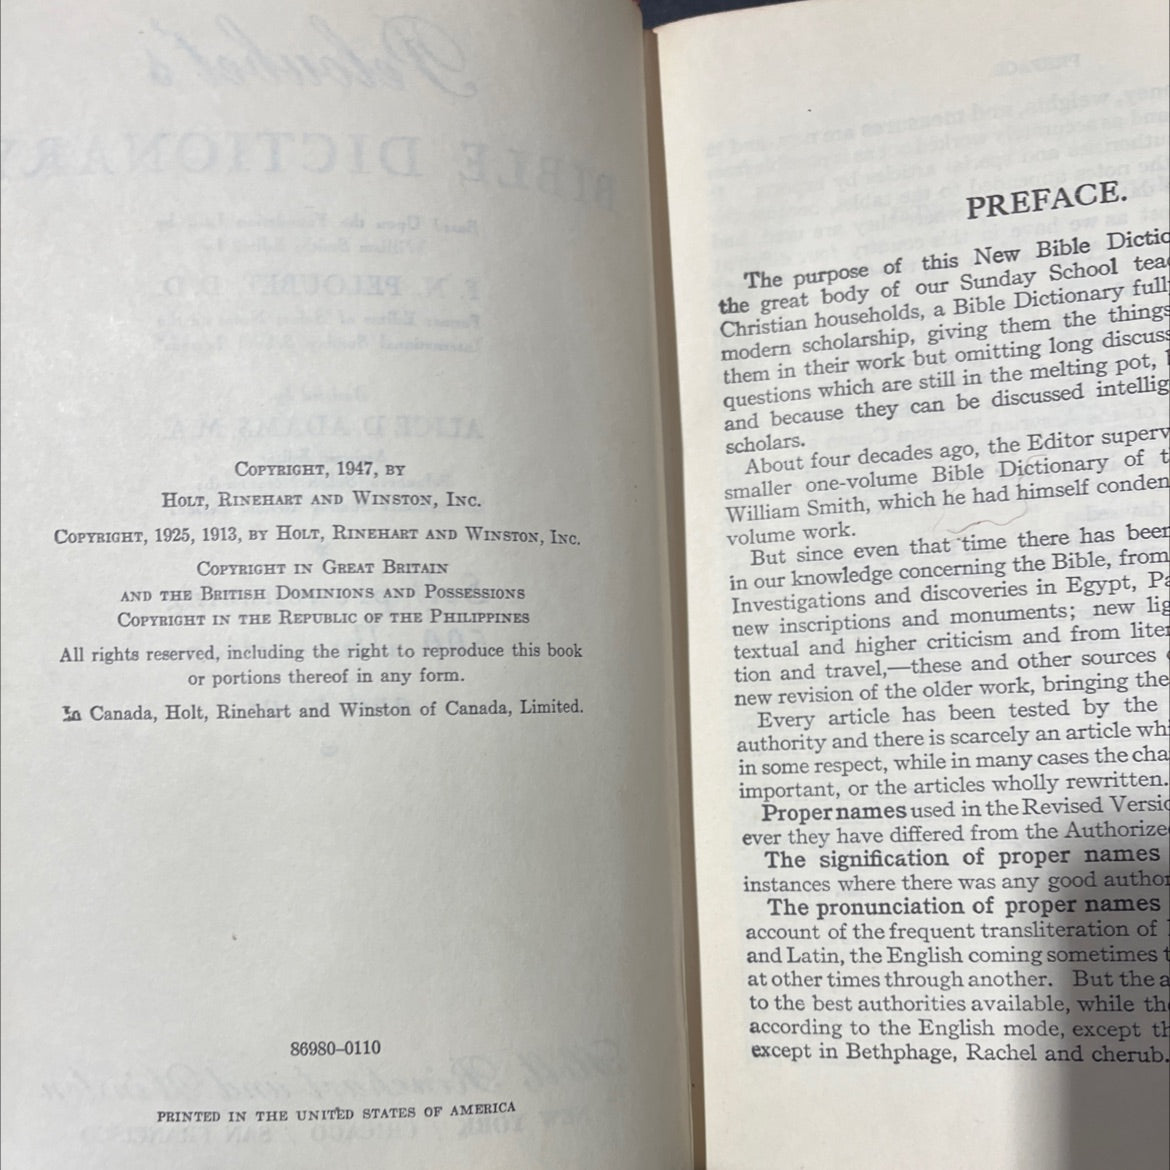 COPYRIGHT, 1947, BY
HOLT, RINEHART AND WINSTON, INC.
COPYRIGHT, 1925, 1913, BY HOLT, RINEHART AND WINSTON, INC.
COPYRIGHT IN GREAT BRITAIN
AND THE BRITISH DOMINIONS AND POSSESSIONS
COPYRIGHT IN THE REPUBLIC OF THE PHILIPPINES
All rights reserved, including the right to reproduce this book
or portions thereof in any form.
In Canada, Holt, Rinehart and Winston of Canada, Limited.
86980–0110
PRINTED IN THE UNITED STATES OF AMERICA
PREFACE.
The purpose of this New Bible Dictio
the great body of our Sunday School tea
Christian households, a Bible Dictionary full
modern scholarship, giving them the things
them in their work but omitting long discuss
questions which are still in the melting pot,
and because they can be discussed intellig
scholars.
About four decades ago, the Editor superv
smaller one-volume Bible Dictionary of t
William Smith, which he had himself conden
volume work.
But since even that time there has been
in our knowledge concerning the Bible, from
Investigations and discoveries in Egypt, Pa
new inscriptions and monuments; new lig
textual and higher criticism and from liter
tion and travel,—these and other sources
new revision of the older work, bringing the
Every article has been tested by the
authority and there is scarcely an article whi
in some respect, while in many cases the cha
important, or the articles wholly rewritten.
Proper names used in the Revised Versio
ever they have differed from the Authorize
The signification of proper names
instances where there was any good author
The pronunciation of proper names
account of the frequent transliteration of
and Latin, the English coming sometimes t
at other times through another. But the a
to the best authorities available, while the
according to the English mode, except th
except in Bethphage, Rachel and cherub.